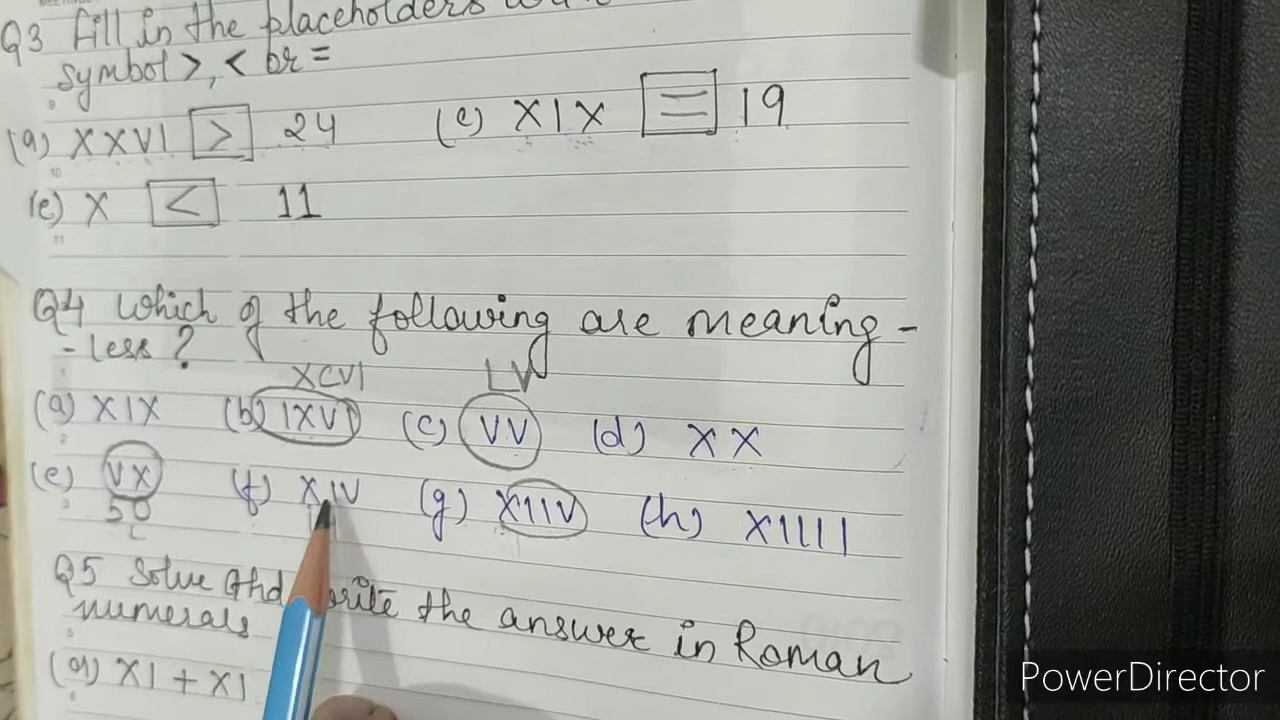 Q3 Fill in the placeholders
symbol >, < or =
(a) XXVI > 24 (c) XIX = 19
(e) X < 11
Q4 Which of the following are meaning-
-less ?
XCVI LV
(a) XIX (b) IXVI (c) VV (d) XX
(e) VX (f) XIV (g) XIIV (h) XIIII
50
L
Q5 Solve and write the answer in Roman
numerals
(a) XI + XI
PowerDirector